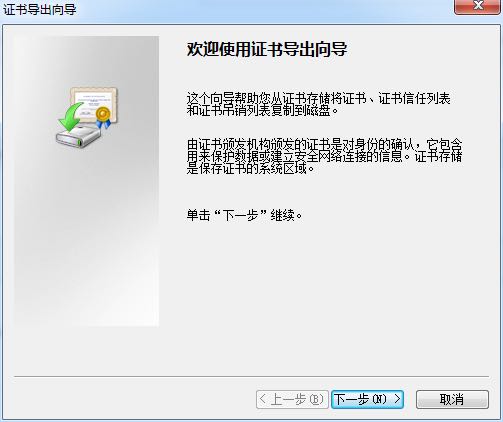 证书导出向导
欢迎使用证书导出向导
这个向导帮助您从证书存储将证书、证书信任列表
和证书吊销列表复制到磁盘。
由证书颁发机构颁发的证书是对身份的确认，它包含
用来保护数据或建立安全网络连接的信息。证书存储
是保存证书的系统区域。
单击“下一步”继续。
< 上一步(B)
下一步(N) >
取消